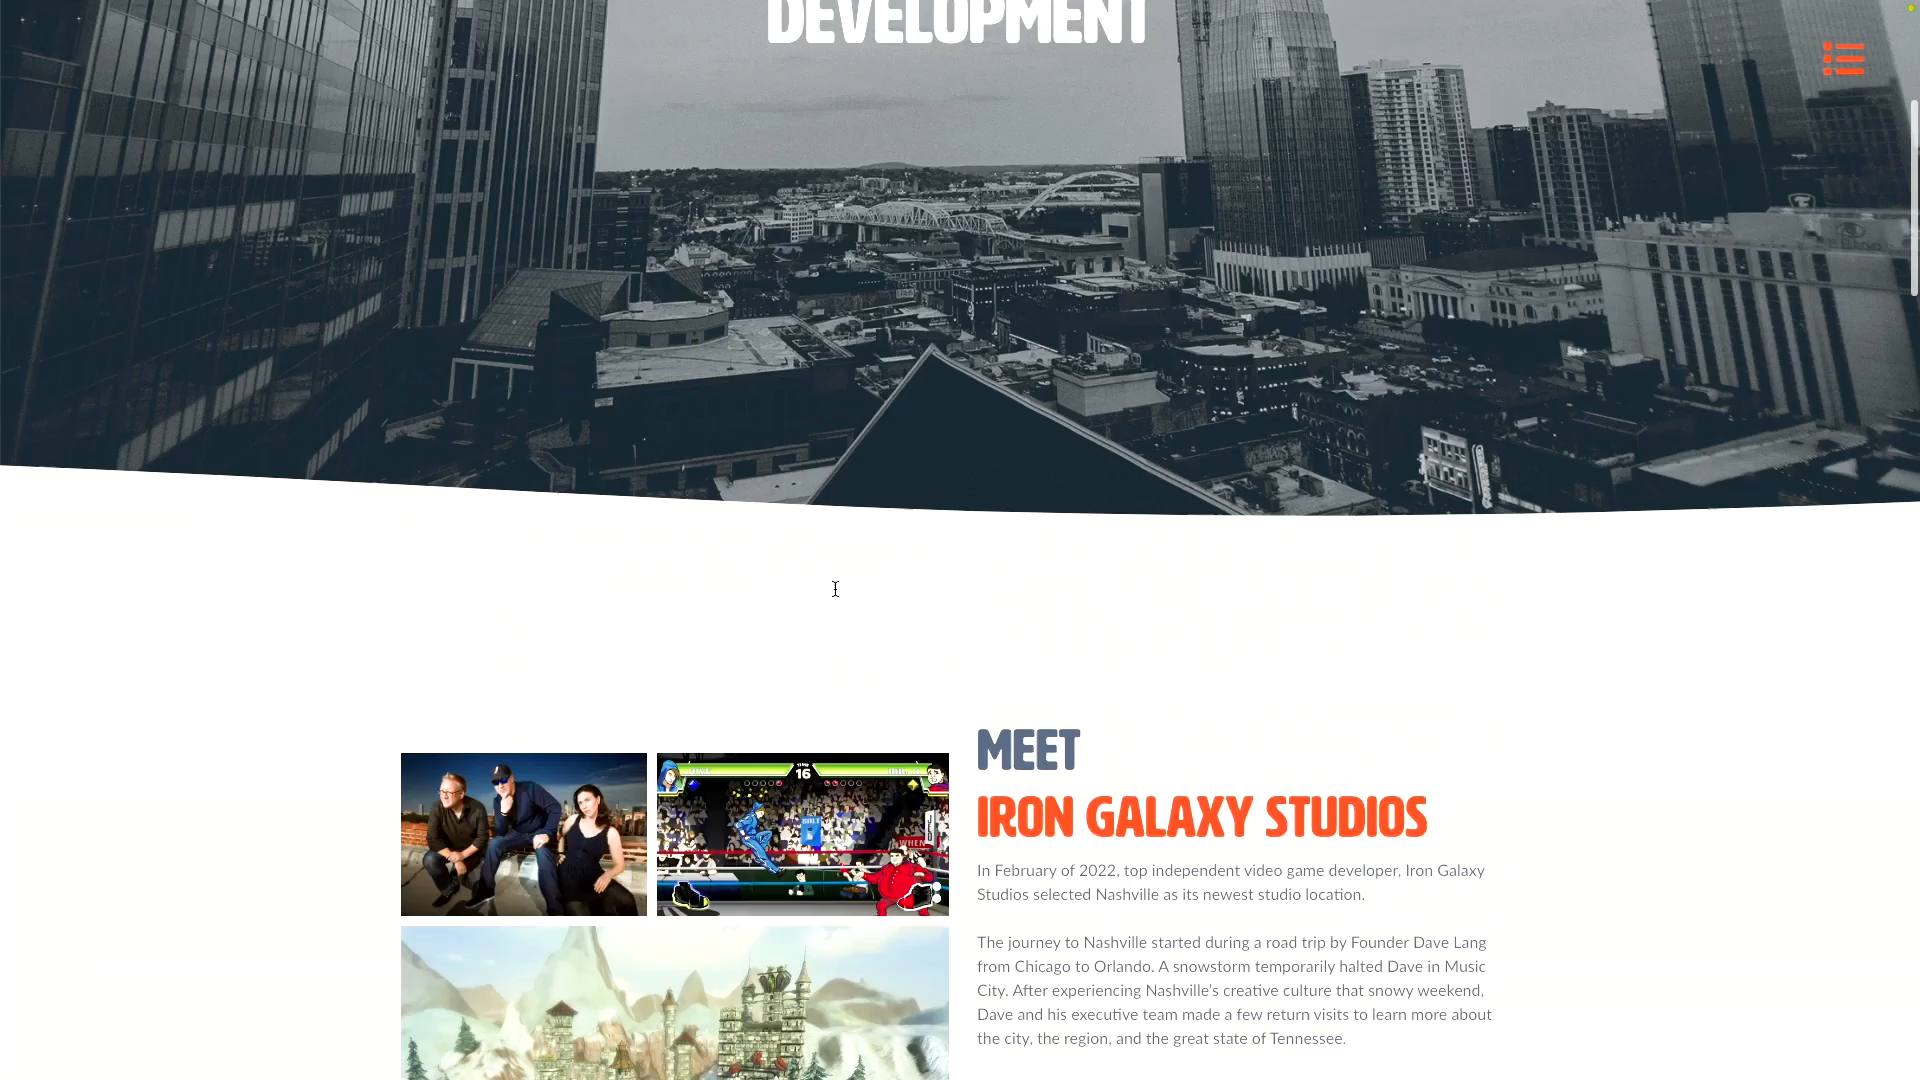 DEVELOPMENT
16
WHEN
MEET
IRON GALAXY STUDIOS
In February of 2022, top independent video game developer, Iron Galaxy
Studios selected Nashville as its newest studio location.
The journey to Nashville started during a road trip by Founder Dave Lang
from Chicago to Orlando. A snowstorm temporarily halted Dave in Music
City. After experiencing Nashville's creative culture that snowy weekend,
Dave and his executive team made a few return visits to learn more about
the city, the region, and the great state of Tennessee.